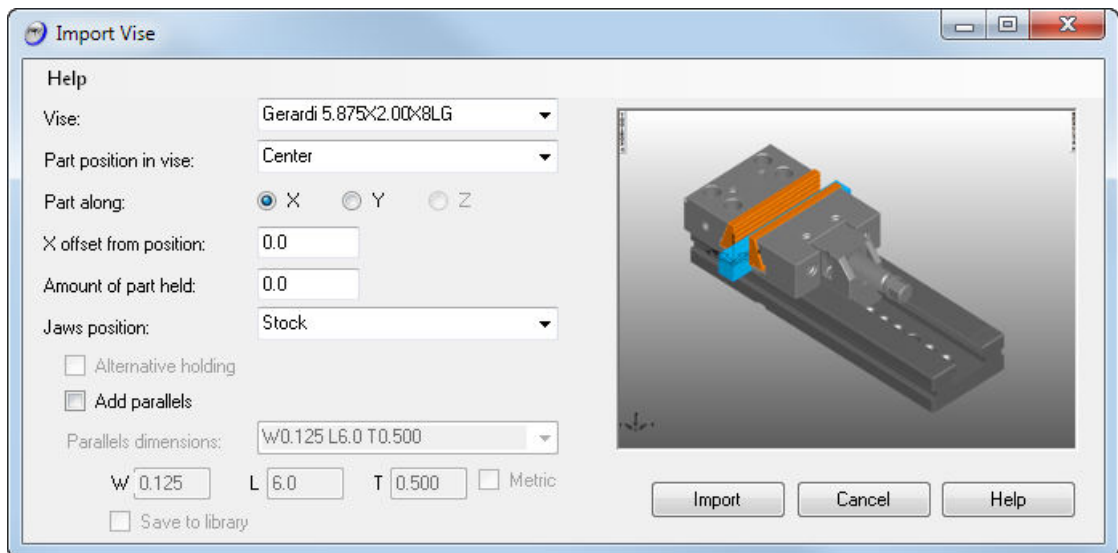 Import Vise
Help
Vise: Gerardi 5.875X2.00X8LG
Part position in vise: Center
Part along: X Y Z
X offset from position: 0.0
Amount of part held: 0.0
Jaws position: Stock
Alternative holding
Add parallels
Parallels dimensions: W0.125 L6.0 T0.500
W 0.125 L 6.0 T 0.500 Metric
Save to library
Import Cancel Help